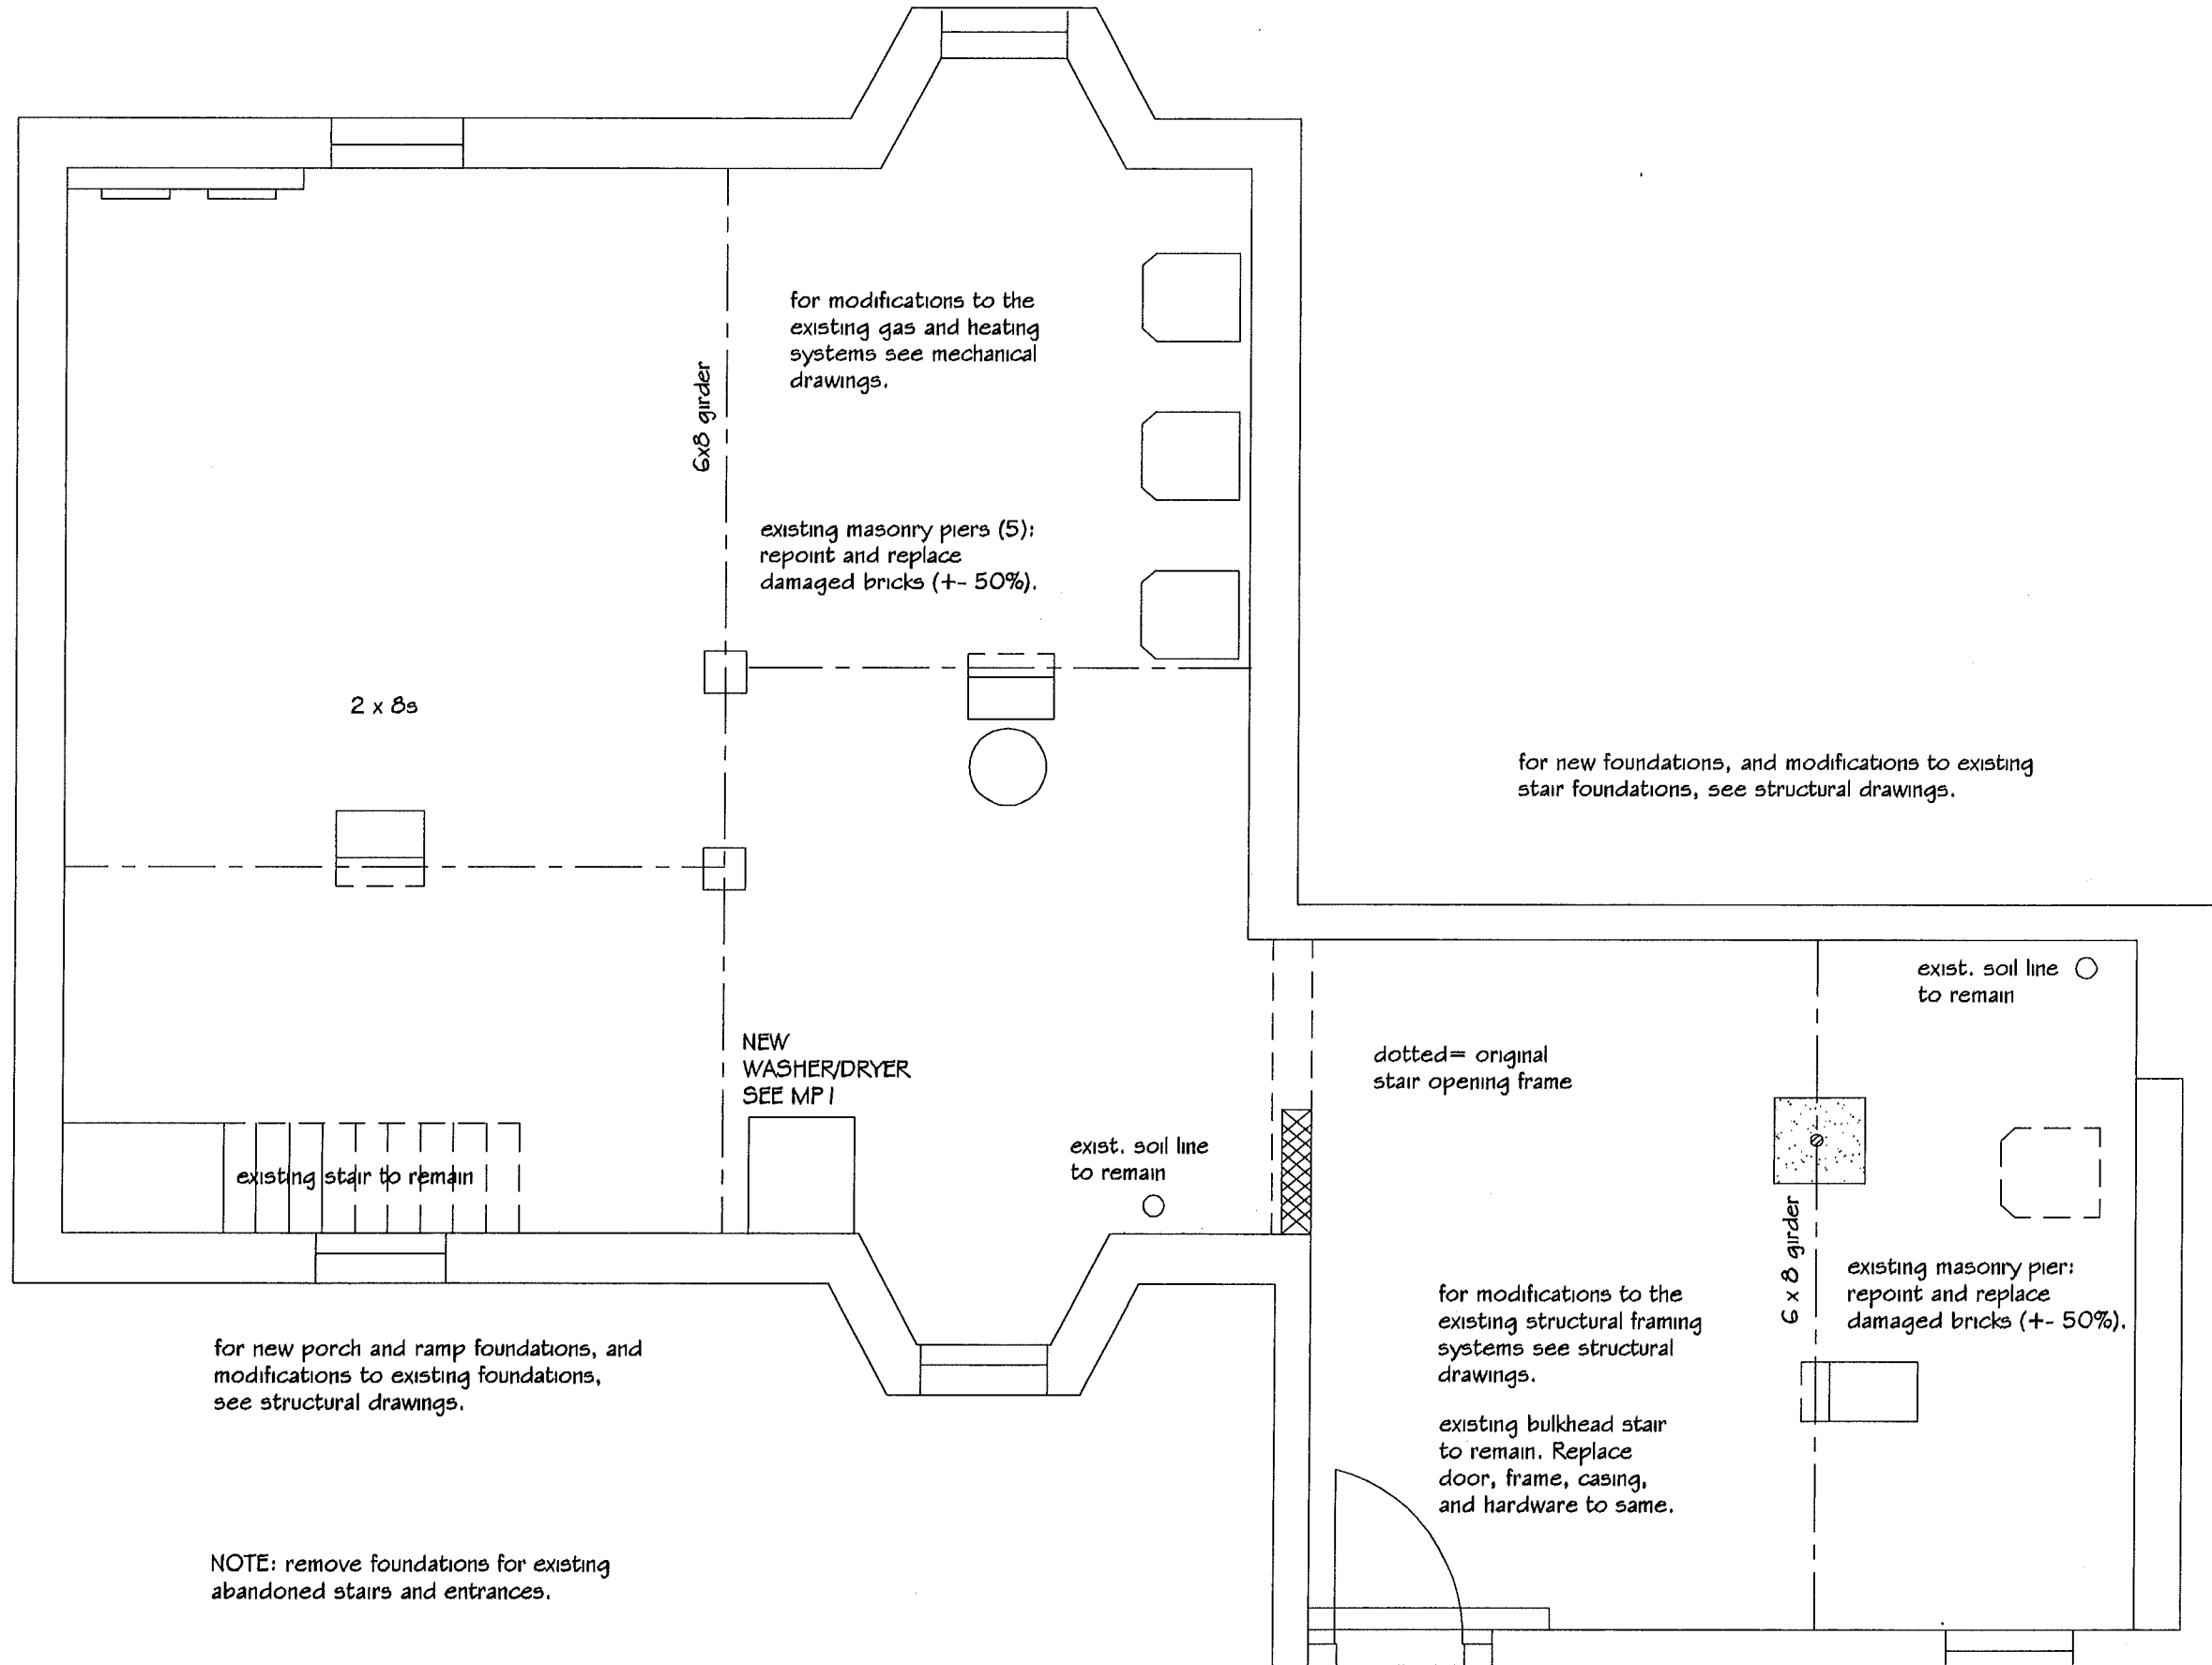 for modifications to the
existing gas and heating
systems see mechanical
drawings.
6x8 girder
existing masonry piers (5):
repoint and replace
damaged bricks (+- 50%).
2 x 8s
for new foundations, and modifications to existing
stair foundations, see structural drawings.
exist. soil line
to remain
NEW
WASHER/DRYER
SEE MP1
dotted= original
stair opening frame
exist. soil line
to remain
existing stair to remain
6 x 8 girder
existing masonry pier:
repoint and replace
damaged bricks (+- 50%).
for modifications to the
existing structural framing
systems see structural
drawings.
for new porch and ramp foundations, and
modifications to existing foundations,
see structural drawings.
existing bulkhead stair
to remain. Replace
door, frame, casing,
and hardware to same.
NOTE: remove foundations for existing
abandoned stairs and entrances.